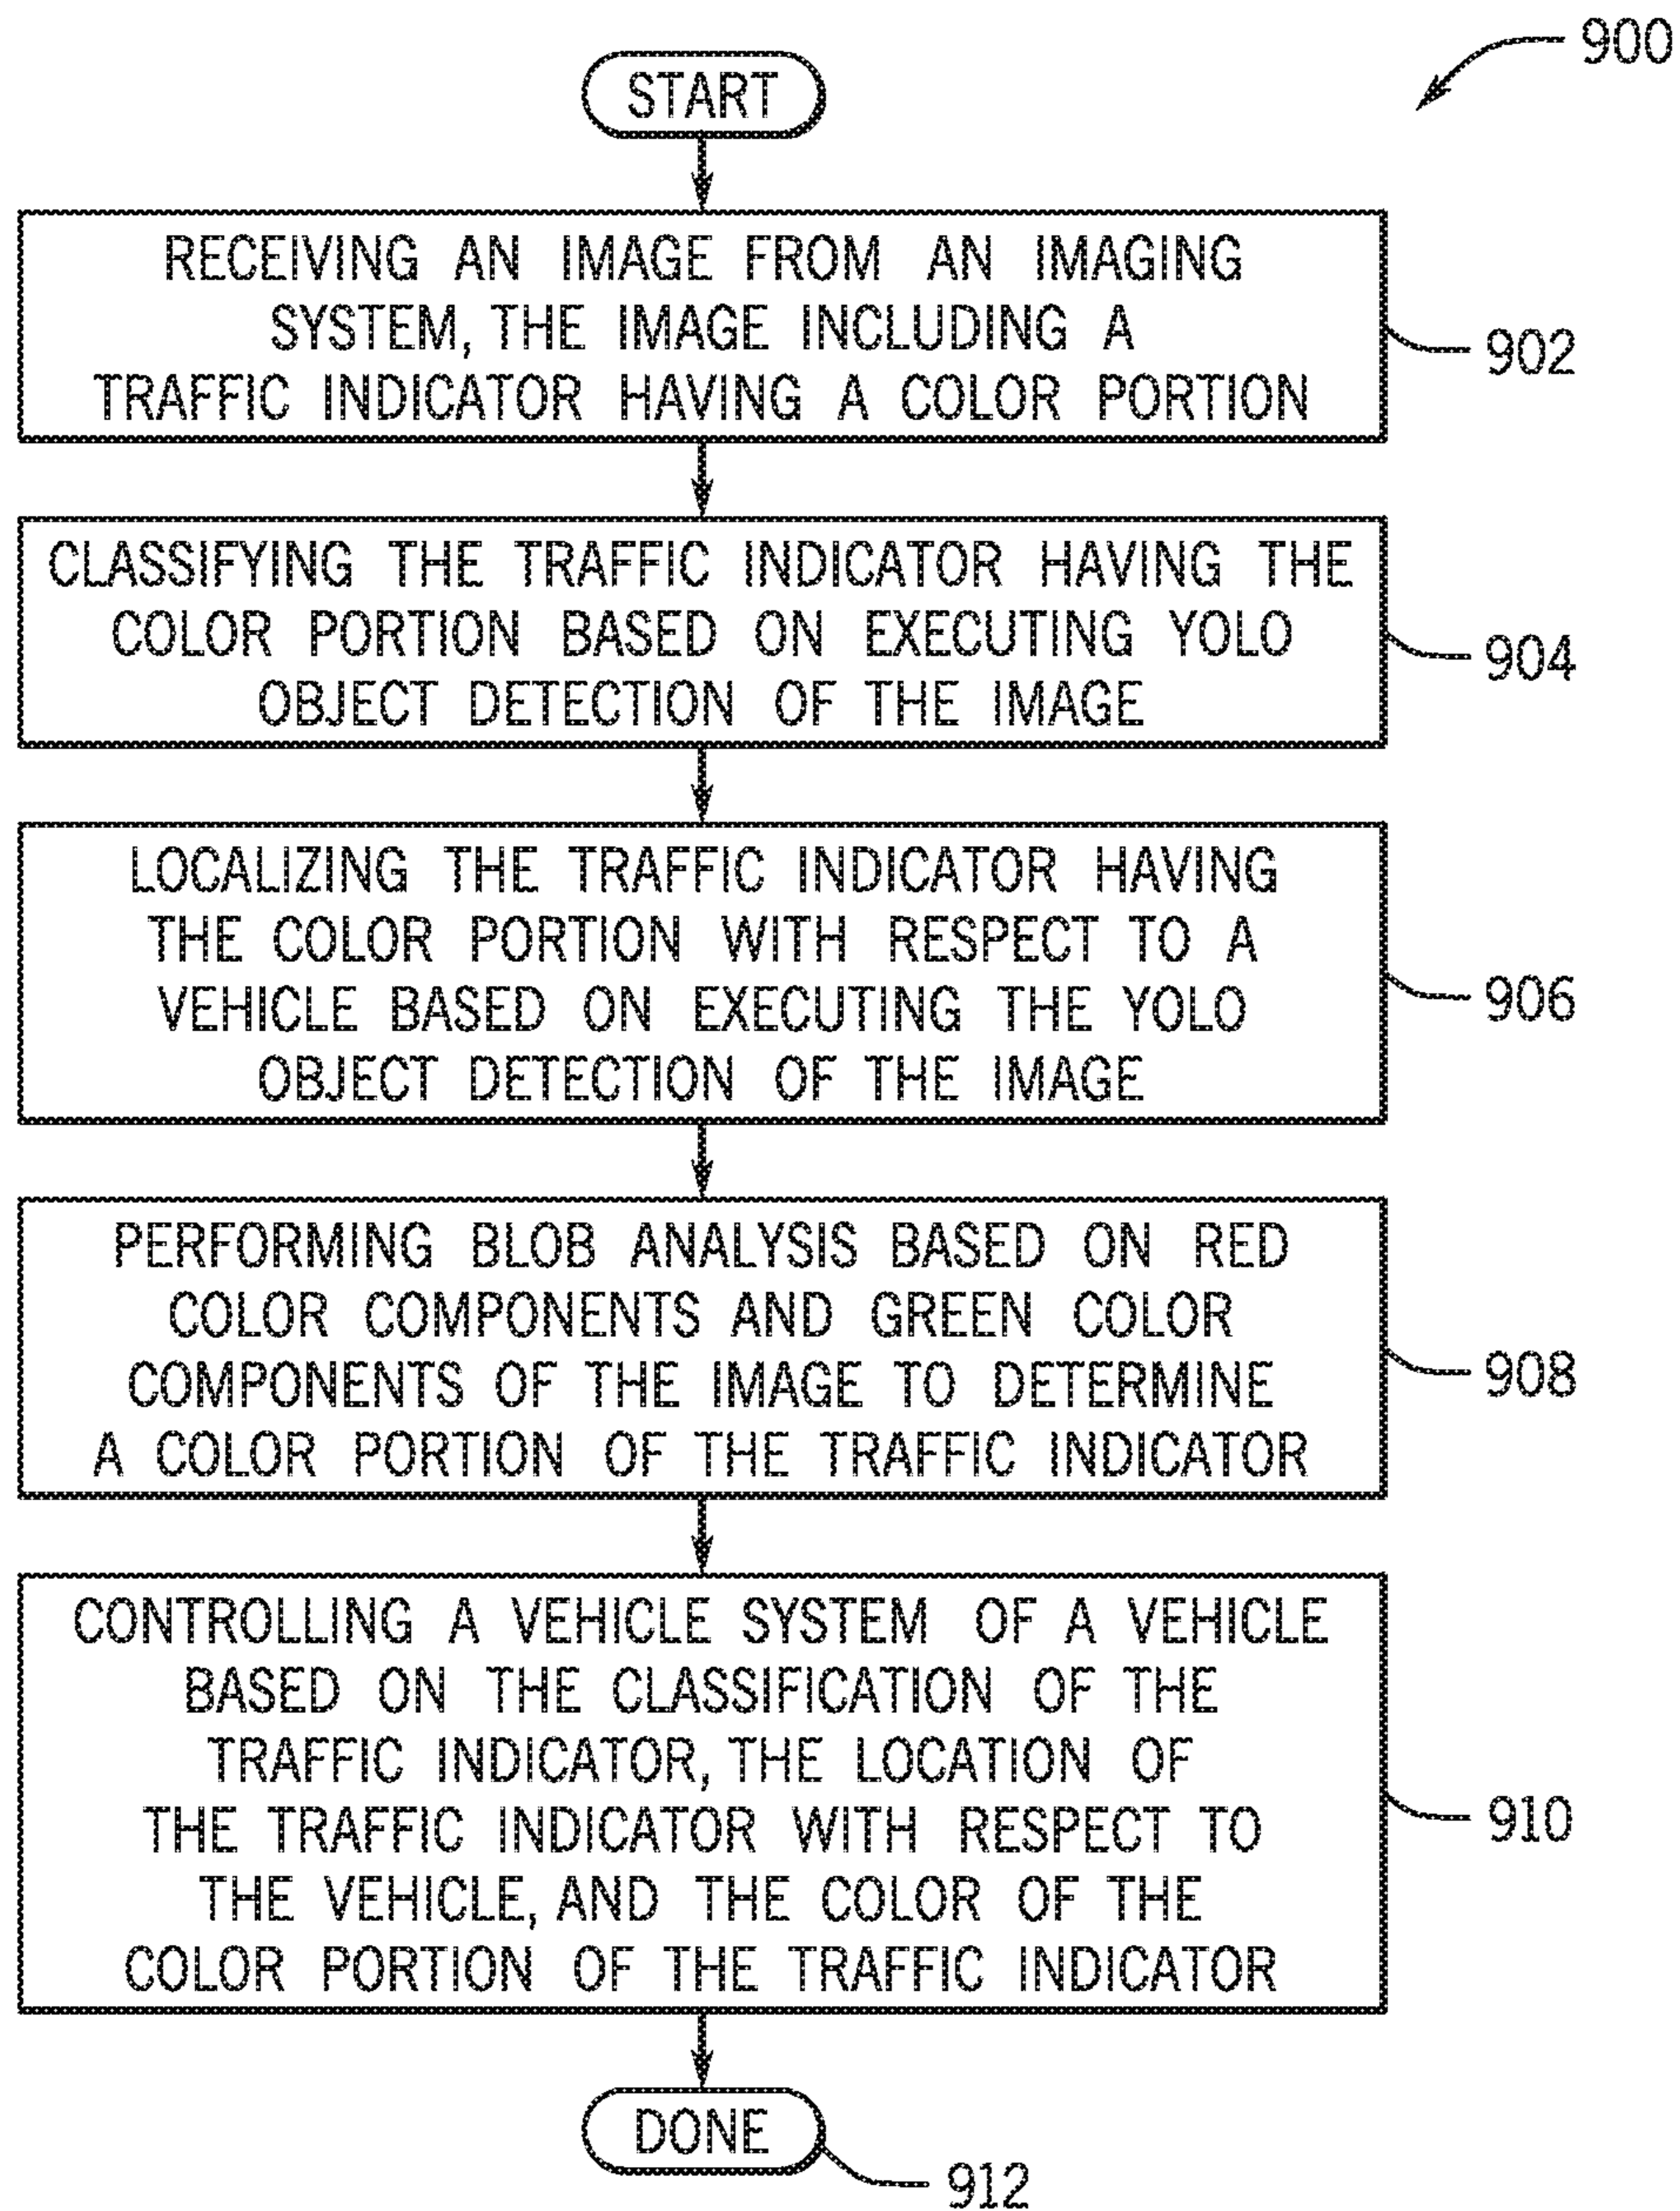 900
START
RECEIVING AN IMAGE FROM AN IMAGING
SYSTEM, THE IMAGE INCLUDING A
TRAFFIC INDICATOR HAVING A COLOR PORTION
902
CLASSIFYING THE TRAFFIC INDICATOR HAVING THE
COLOR PORTION BASED ON EXECUTING YOLO
OBJECT DETECTION OF THE IMAGE
904
LOCALIZING THE TRAFFIC INDICATOR HAVING
THE COLOR PORTION WITH RESPECT TO A
VEHICLE BASED ON EXECUTING THE YOLO
OBJECT DETECTION OF THE IMAGE
906
PERFORMING BLOB ANALYSIS BASED ON RED
COLOR COMPONENTS AND GREEN COLOR
COMPONENTS OF THE IMAGE TO DETERMINE
A COLOR PORTION OF THE TRAFFIC INDICATOR
908
CONTROLLING A VEHICLE SYSTEM OF A VEHICLE
BASED ON THE CLASSIFICATION OF THE
TRAFFIC INDICATOR, THE LOCATION OF
THE TRAFFIC INDICATOR WITH RESPECT TO
THE VEHICLE, AND THE COLOR OF THE
COLOR PORTION OF THE TRAFFIC INDICATOR
910
DONE
912